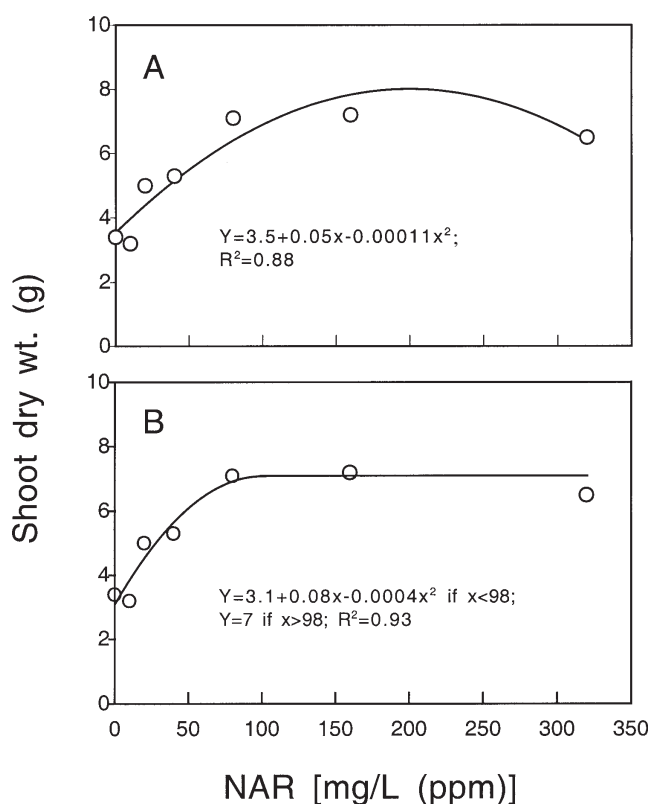 Shoot dry wt. (g)
10
8
6
4
2
0
A
Y=3.5+0.05x-0.00011x²;
R²=0.88
10
8
6
4
2
0
B
Y=3.1+0.08x-0.0004x² if x<98;
Y=7 if x>98; R²=0.93
0 50 100 150 200 250 300 350
NAR [mg/L (ppm)]